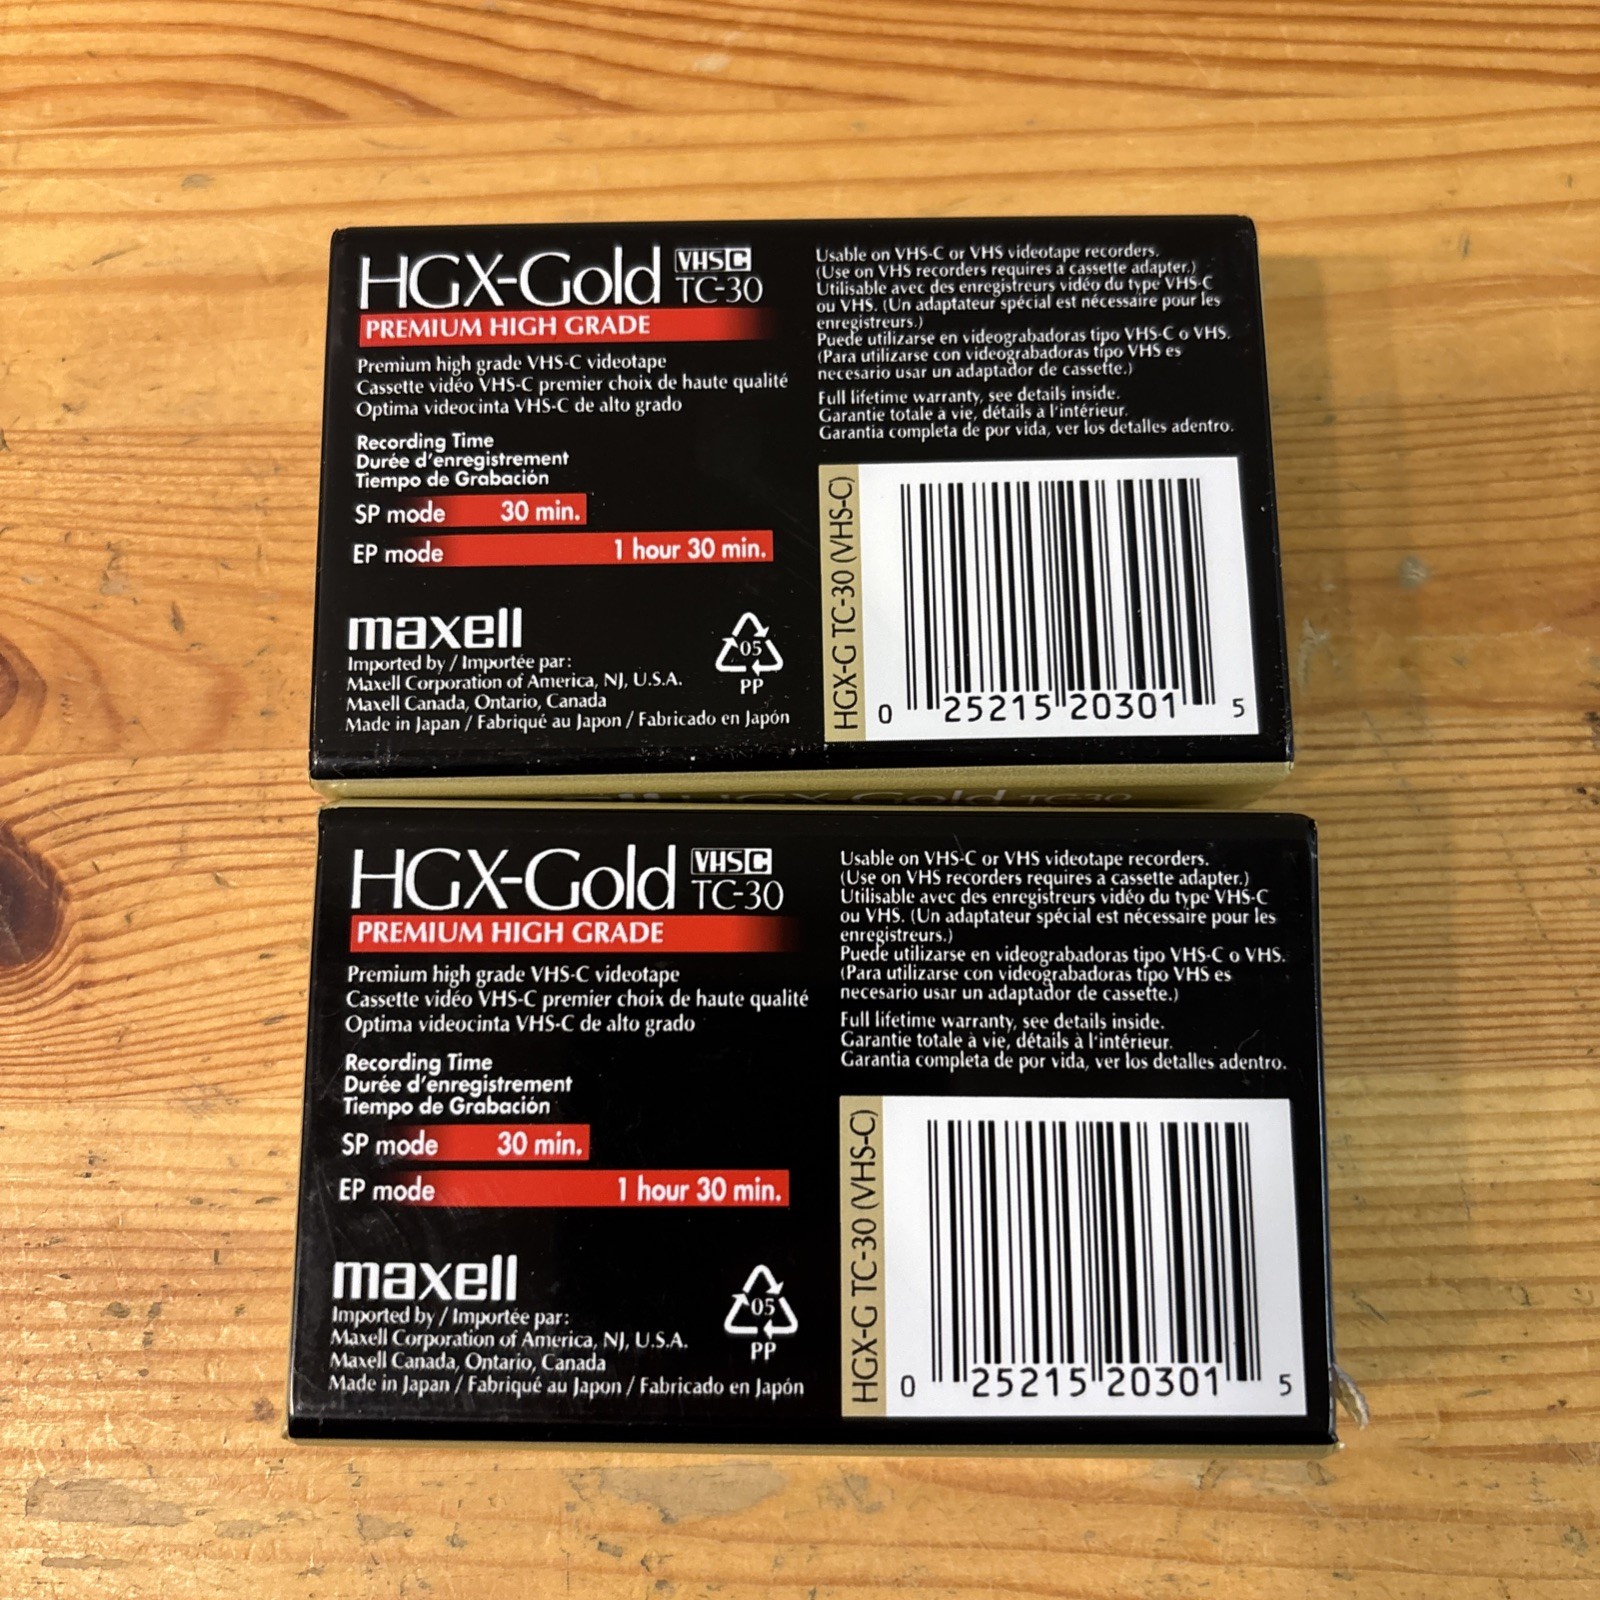 HGX-Gold VHSC
TC-30
PREMIUM HIGH GRADE
Premium high grade VHS-C videotape
Cassette vidéo VHS-C premier choix de haute qualité
Optima videocinta VHS-C de alto grado
Recording Time
Durée d'enregistrement
Tiempo de Grabación
SP mode 30 min.
EP mode 1 hour 30 min.
maxell
Imported by / Importée par:
Maxell Corporation of America, NJ, U.S.A.
Maxell Canada, Ontario, Canada
Made in Japan / Fabriqué au Japon / Fabricado en Japón
05
PP
Usable on VHS-C or VHS videotape recorders.
(Use on VHS recorders requires a cassette adapter.)
Utilisable avec des enregistreurs vidéo du type VHS-C
ou VHS. (Un adaptateur spécial est nécessaire pour les
enregistreurs.)
Puede utilizarse en videograbadoras tipo VHS-C o VHS.
(Para utilizarse con videograbadoras tipo VHS es
necesario usar un adaptador de cassette.)
Full lifetime warranty, see details inside.
Garantie totale à vie, détails à l'intérieur.
Garantia completa de por vida, ver los detalles adentro.
HGX-G TC-30 (VHS-C)
0 25215 20301 5
maxell HGX-Gold TC-30
HGX-Gold VHSC
TC-30
PREMIUM HIGH GRADE
Premium high grade VHS-C videotape
Cassette vidéo VHS-C premier choix de haute qualité
Optima videocinta VHS-C de alto grado
Recording Time
Durée d'enregistrement
Tiempo de Grabación
SP mode 30 min.
EP mode 1 hour 30 min.
maxell
Imported by / Importée par:
Maxell Corporation of America, NJ, U.S.A.
Maxell Canada, Ontario, Canada
Made in Japan / Fabriqué au Japon / Fabricado en Japón
05
PP
Usable on VHS-C or VHS videotape recorders.
(Use on VHS recorders requires a cassette adapter.)
Utilisable avec des enregistreurs vidéo du type VHS-C
ou VHS. (Un adaptateur spécial est nécessaire pour les
enregistreurs.)
Puede utilizarse en videograbadoras tipo VHS-C o VHS.
(Para utilizarse con videograbadoras tipo VHS es
necesario usar un adaptador de cassette.)
Full lifetime warranty, see details inside.
Garantie totale à vie, détails à l'intérieur.
Garantia completa de por vida, ver los detalles adentro.
HGX-G TC-30 (VHS-C)
0 25215 20301 5